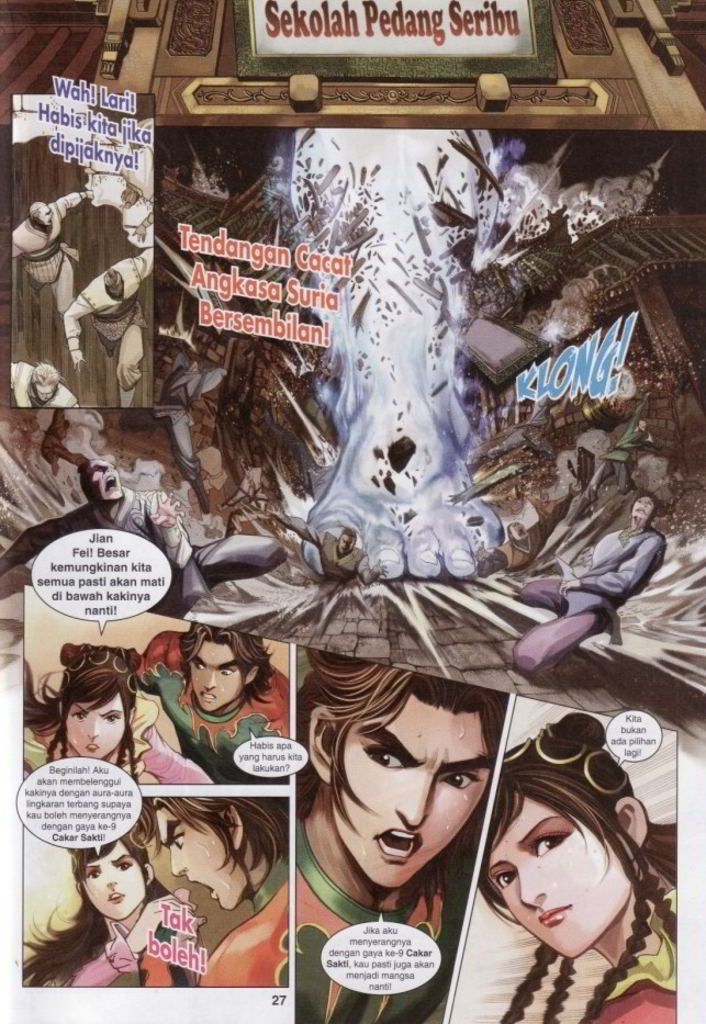 Sekolah Pedang Seribu
Wah! Lari!
Habis kita jika
dipijaknya!
Tendangan Cacat
Angkasa Suria
Bersembilan!
KLONG!
Jian
Fei! Besar
kemungkinan kita
semua pasti akan mati
di bawah kakinya
nanti!
Habis apa
yang harus kita
lakukan?
Beginilah! Aku
akan membelenggui
kakinya dengan aura-aura
lingkaran terbang supaya
kau boleh menyerangnya
dengan gaya ke-9
Cakar Sakti!
Tak
boleh!
Jika aku
menyerangnya
dengan gaya ke-9 Cakar
Sakti, kau pasti juga akan
menjadi mangsa
nanti!
Kita
bukan
ada pilihan
lagi!
27